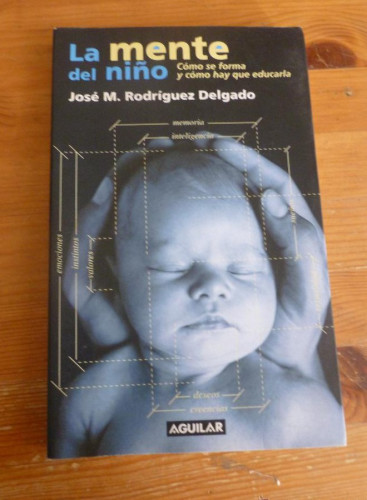 La mente
del niño
Cómo se forma
y cómo hay que educarla
José M. Rodríguez Delgado
memoria
inteligencia
emociones
instintos
valores
deseos
creencias
AGUILAR